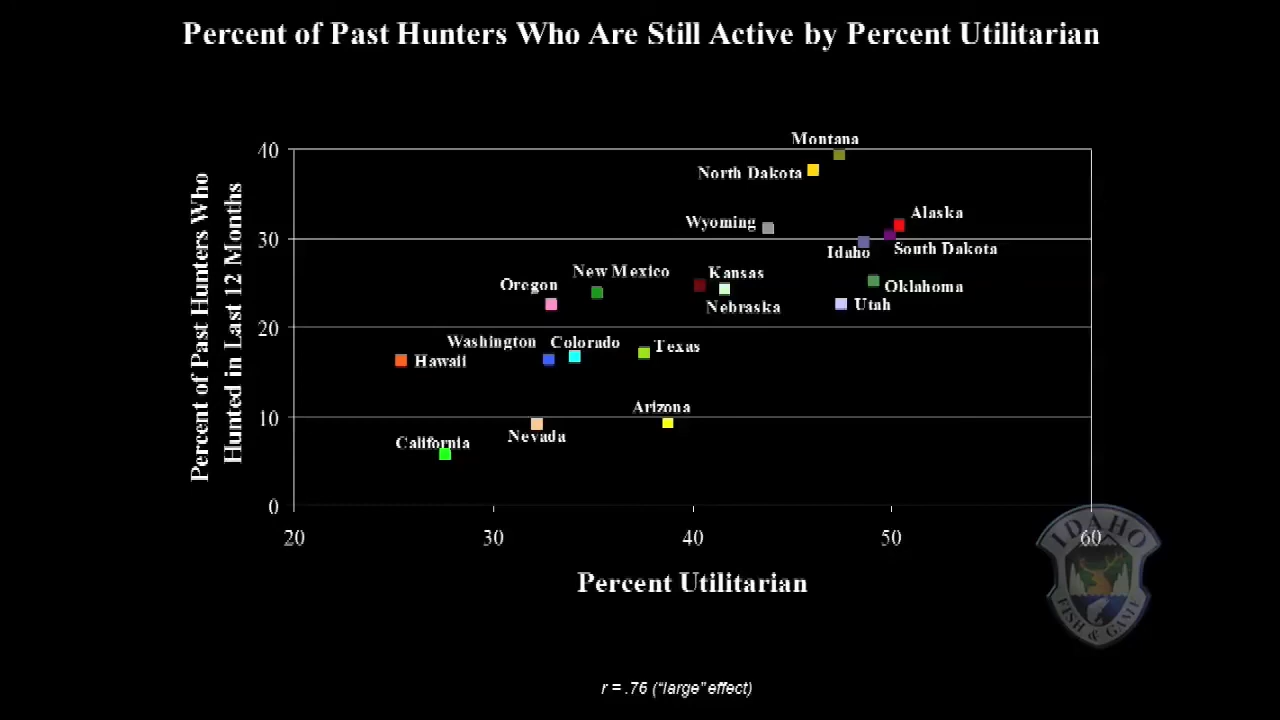 Percent of Past Hunters Who Are Still Active by Percent Utilitarian
Percent of Past Hunters Who
Hunted in Last 12 Months
Montana
40
North Dakota
Alaska
Wyoming
30
Idaho
South Dakota
New Mexico
Kansas
Oregon
Oklahoma
Nebraska
Utah
20
Washington
Colorado
Texas
Hawaii
Arizona
10
Nevada
California
0
20
30
40
50
60
Percent Utilitarian
IDAHO
FISH & GAME
r = .76 ("large" effect)